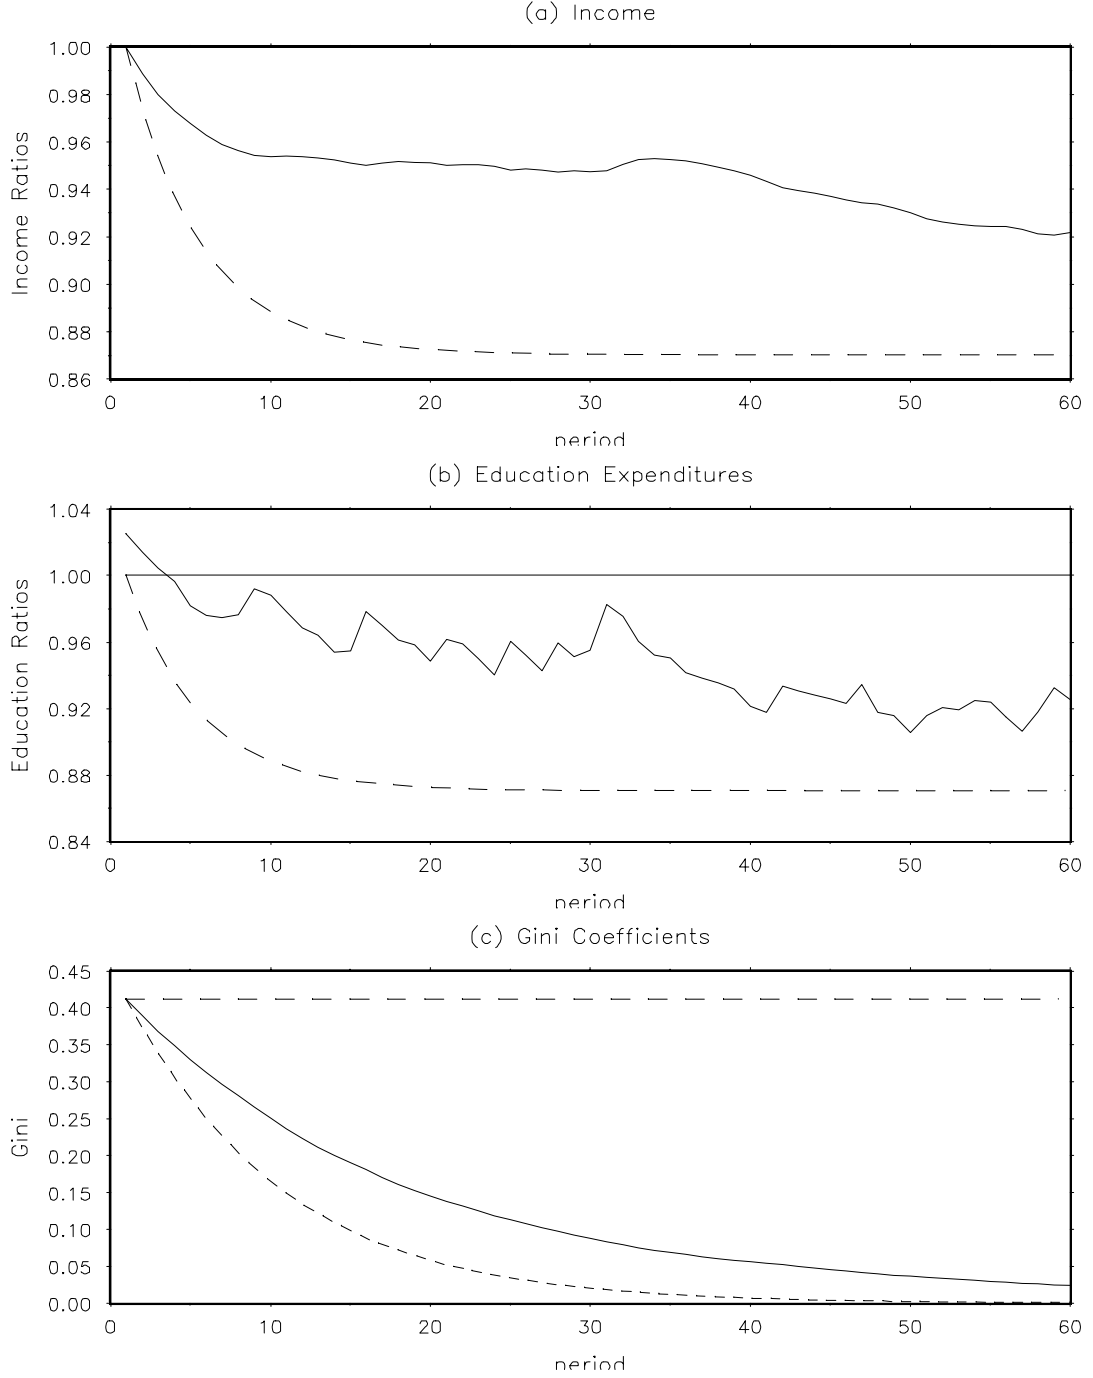 (a) Income
1.00
0.98
0.96
0.94
0.92
0.90
0.88
0.86
Income Ratios
0 10 20 30 40 50 60
period
(b) Education Expenditures
1.04
1.00
0.96
0.92
0.88
0.84
Education Ratios
0 10 20 30 40 50 60
period
(c) Gini Coefficients
0.45
0.40
0.35
0.30
0.25
0.20
0.15
0.10
0.05
0.00
Gini
0 10 20 30 40 50 60
period